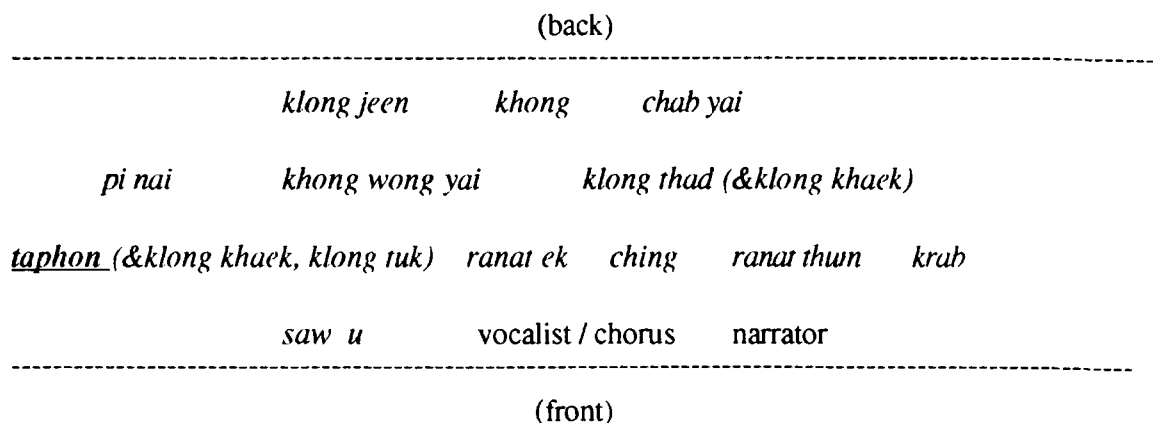 (back)
klong jeen khong chab yai
pi nai khong wong yai klong thad (&klong khaek)
taphon (&klong khaek, klong tuk) ranat ek ching ranat thum krab
saw u vocalist / chorus narrator
(front)